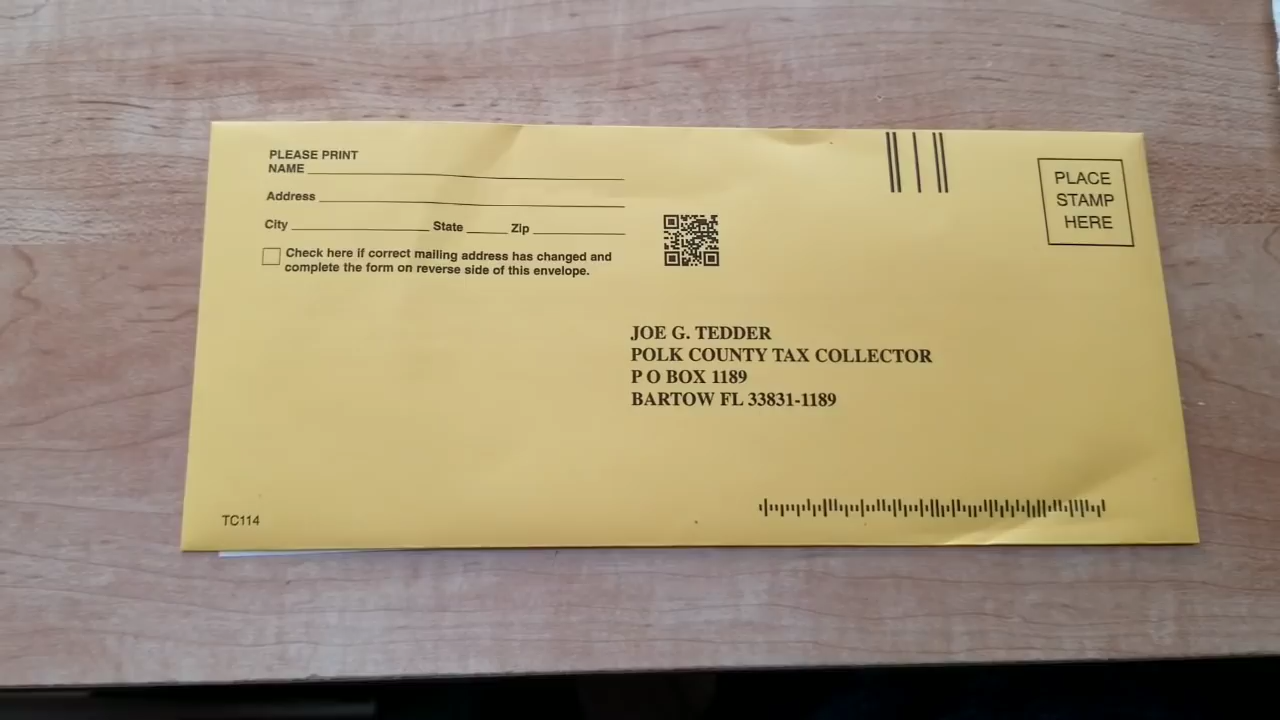 PLEASE PRINT
NAME
Address
City State Zip
Check here if correct mailing address has changed and
complete the form on reverse side of this envelope.
PLACE
STAMP
HERE
JOE G. TEDDER
POLK COUNTY TAX COLLECTOR
P O BOX 1189
BARTOW FL 33831-1189
TC114